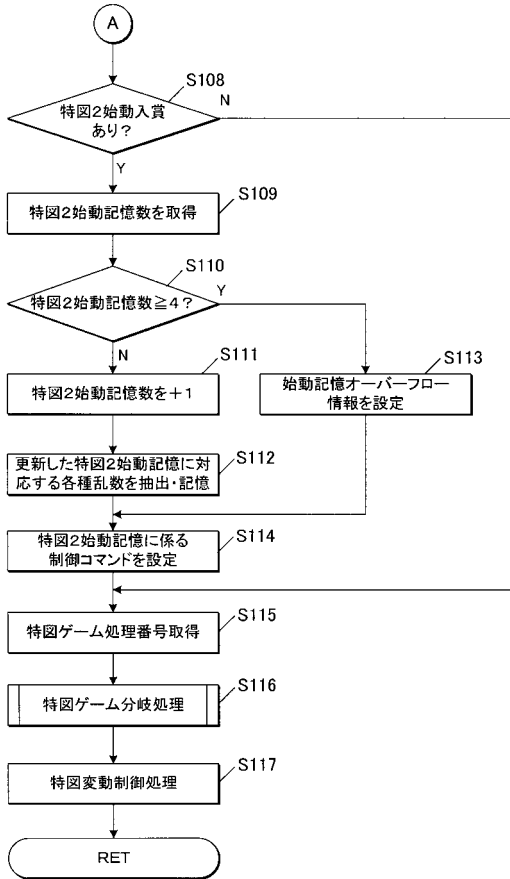 A
S108
特図2始動入賞
あり?
N
Y
S109
特図2始動記憶数を取得
S110
特図2始動記憶数≧4?
Y
N
S111
特図2始動記憶数を+1
S113
始動記憶オーバーフロー
情報を設定
S112
更新した特図2始動記憶に対
応する各種乱数を抽出・記憶
S114
特図2始動記憶に係る
制御コマンドを設定
S115
特図ゲーム処理番号取得
S116
特図ゲーム分岐処理
S117
特図変動制御処理
RET